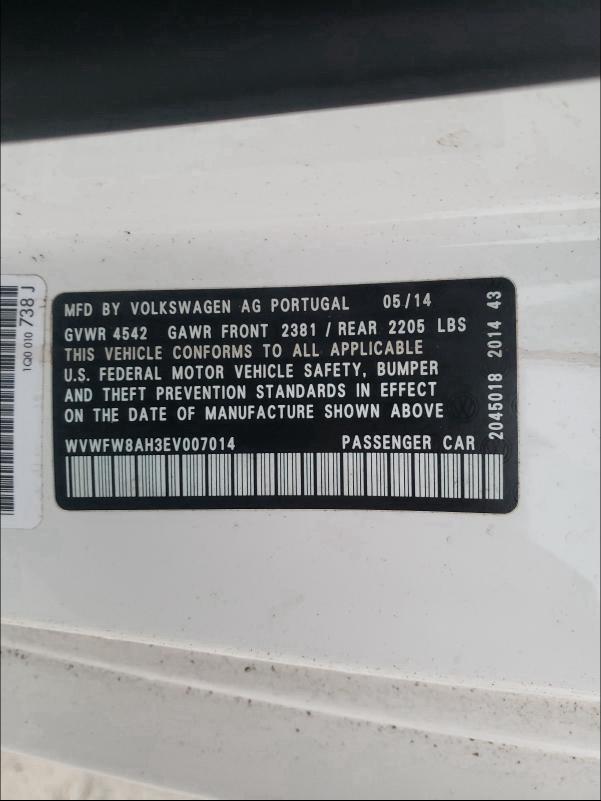 MFD BY VOLKSWAGEN AG PORTUGAL 05/14
GVWR 4542 GAWR FRONT 2381 / REAR 2205 LBS
THIS VEHICLE CONFORMS TO ALL APPLICABLE
U.S. FEDERAL MOTOR VEHICLE SAFETY, BUMPER
AND THEFT PREVENTION STANDARDS IN EFFECT
ON THE DATE OF MANUFACTURE SHOWN ABOVE
WVWFW8AH3EV007014 PASSENGER CAR
2045018 2014 43
1Q0 010 738 J